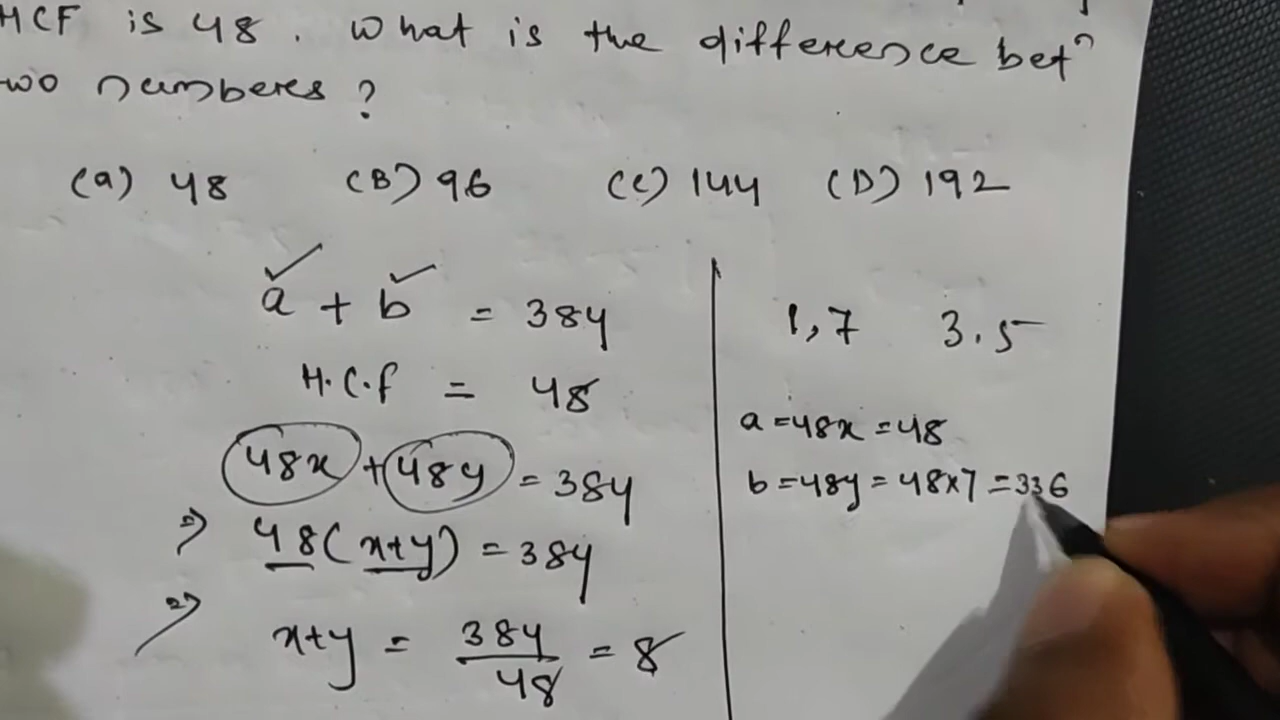 HCF is 48. What is the difference betn
wo numberes ?
(a) 48 (B) 96 (C) 144 (D) 192
a + b = 384
H.C.f = 48
48x + 48y = 384
⇒ 48(x+y) = 384
⇒ x+y = 384/48 = 8
1,7 3.5
a = 48x = 48
b = 48y = 48×7 = 336